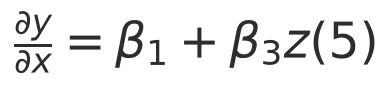 ∂y/∂x = β₁ + β₃z(5)